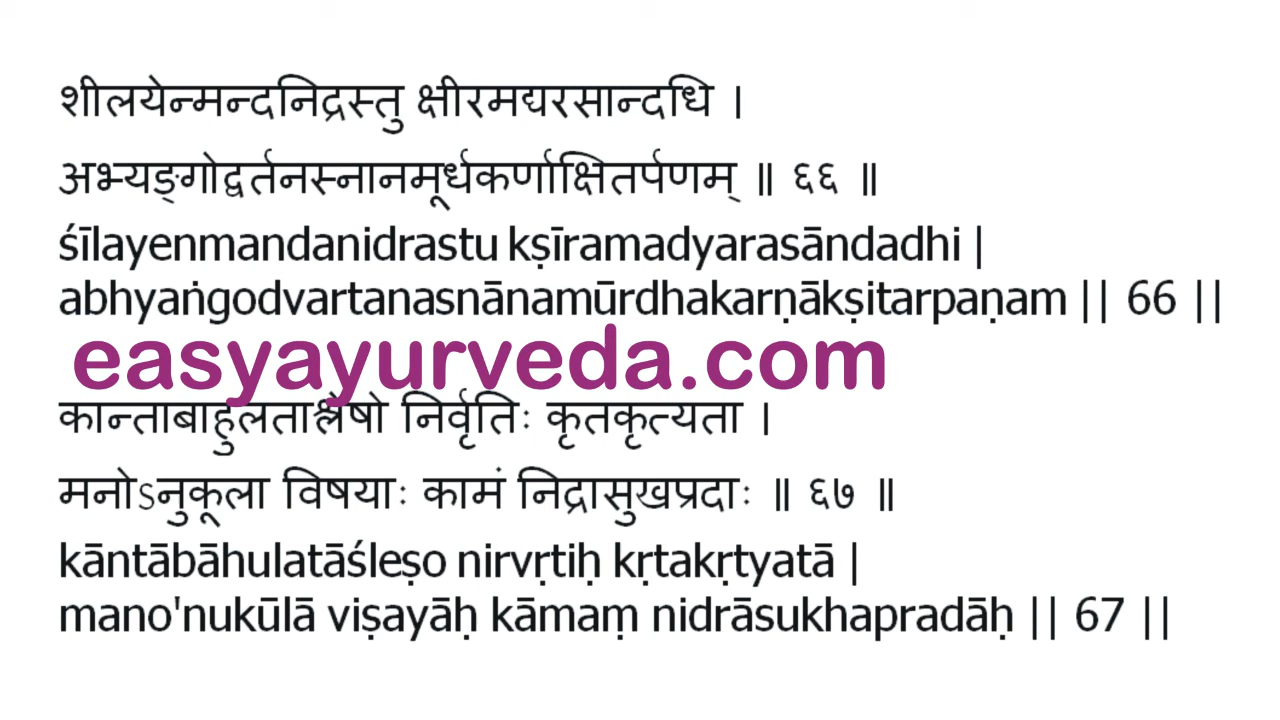 शीलयेन्मन्दनिद्रस्तु क्षीरमद्यरसान्दधि ।
अभ्यङ्गोद्वर्तनस्नानमूर्धकर्णाक्षितर्पणम् ॥ ६६ ॥
śīlayenmandanidrastu kṣīramadyarasāndadhi |
abhyaṅgodvartanasnānamūrdhakarṇākṣitarpaṇam || 66 ||
easyayurveda.com
कान्ताबाहुलताश्लेषो निर्वृतिः कृतकृत्यता ।
मनोऽनुकूला विषयाः कामं निद्रासुखप्रदाः ॥ ६७ ॥
kāntābāhulatāśleṣo nirvṛtiḥ kṛtakṛtyatā |
mano'nukūlā viṣayāḥ kāmaṃ nidrāsukhapradāḥ || 67 ||